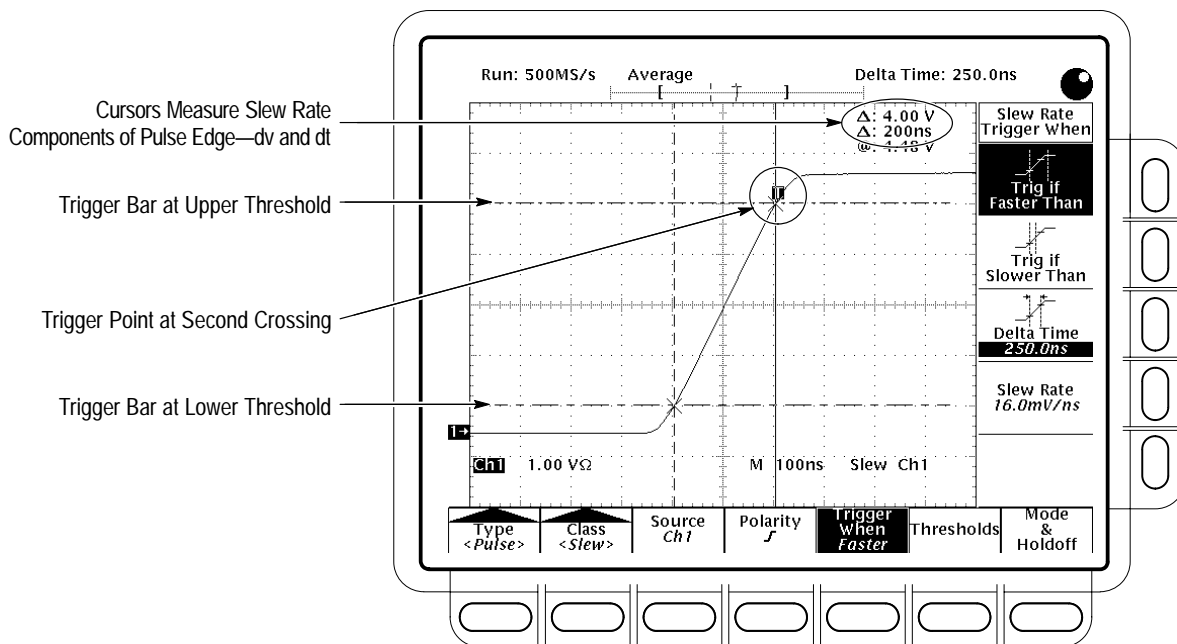 Run: 500MS/s Average Delta Time: 250.0ns
Cursors Measure Slew Rate
Components of Pulse Edge—dv and dt
Δ: 4.00 V
Δ: 200ns
@: 4.48 V
Slew Rate
Trigger When
Trig if
Faster Than
Trigger Bar at Upper Threshold
Trig if
Slower Than
Trigger Point at Second Crossing
Delta Time
250.0ns
Trigger Bar at Lower Threshold
Slew Rate
16.0mV/ns
1→
Ch1 1.00 VΩ M 100ns Slew Ch1
Type
<Pulse>
Class
<Slew>
Source
Ch1
Polarity
Trigger
When
Faster
Thresholds
Mode
&
Holdoff